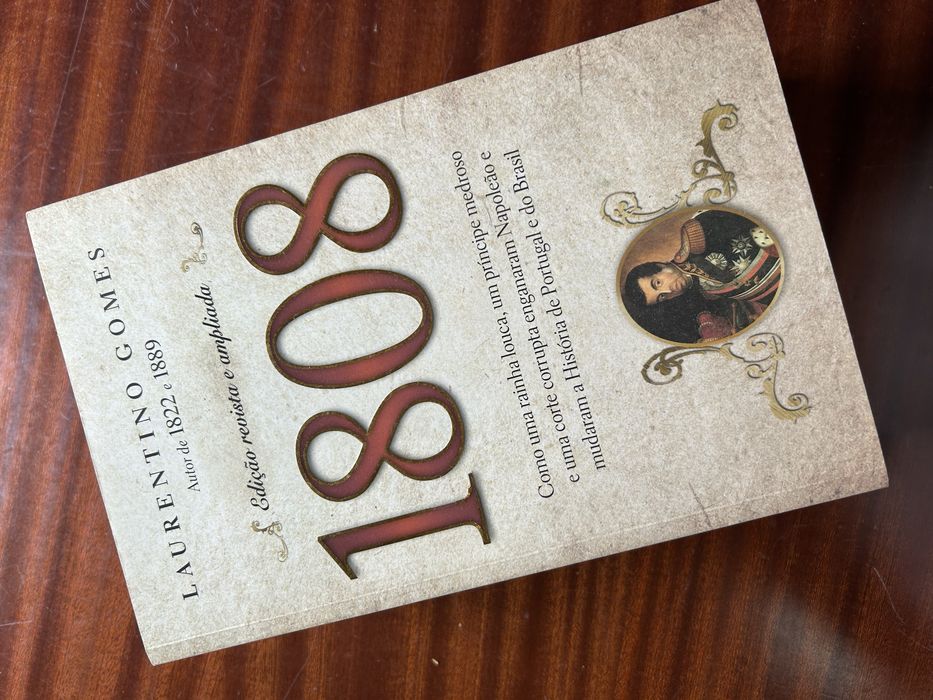 LAURENTINO GOMES
Autor de 1822 e 1889
Edição revista e ampliada
1808
Como uma rainha louca, um príncipe medroso
e uma corte corrupta enganaram Napoleão e
mudaram a História de Portugal e do Brasil